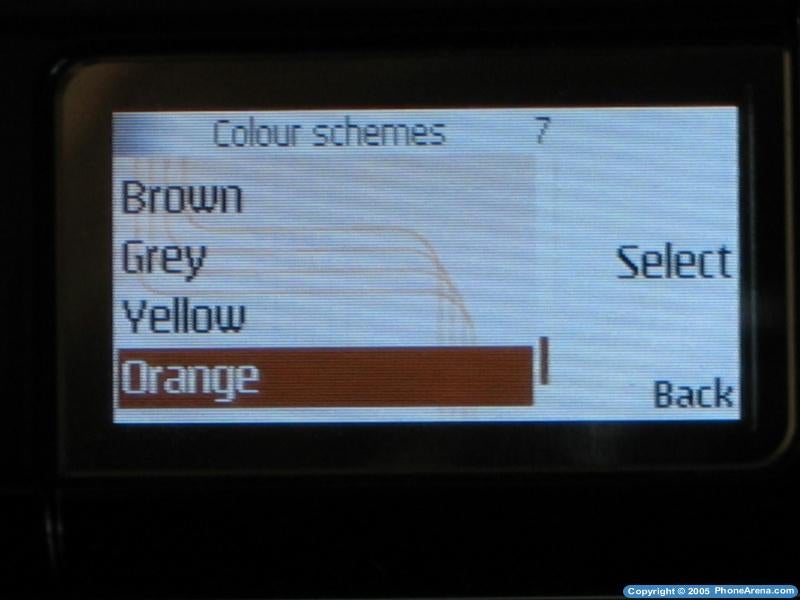 Colour schemes 7
Brown
Grey
Select
Yellow
Orange
Back
Copyright © 2005 PhoneArena.com